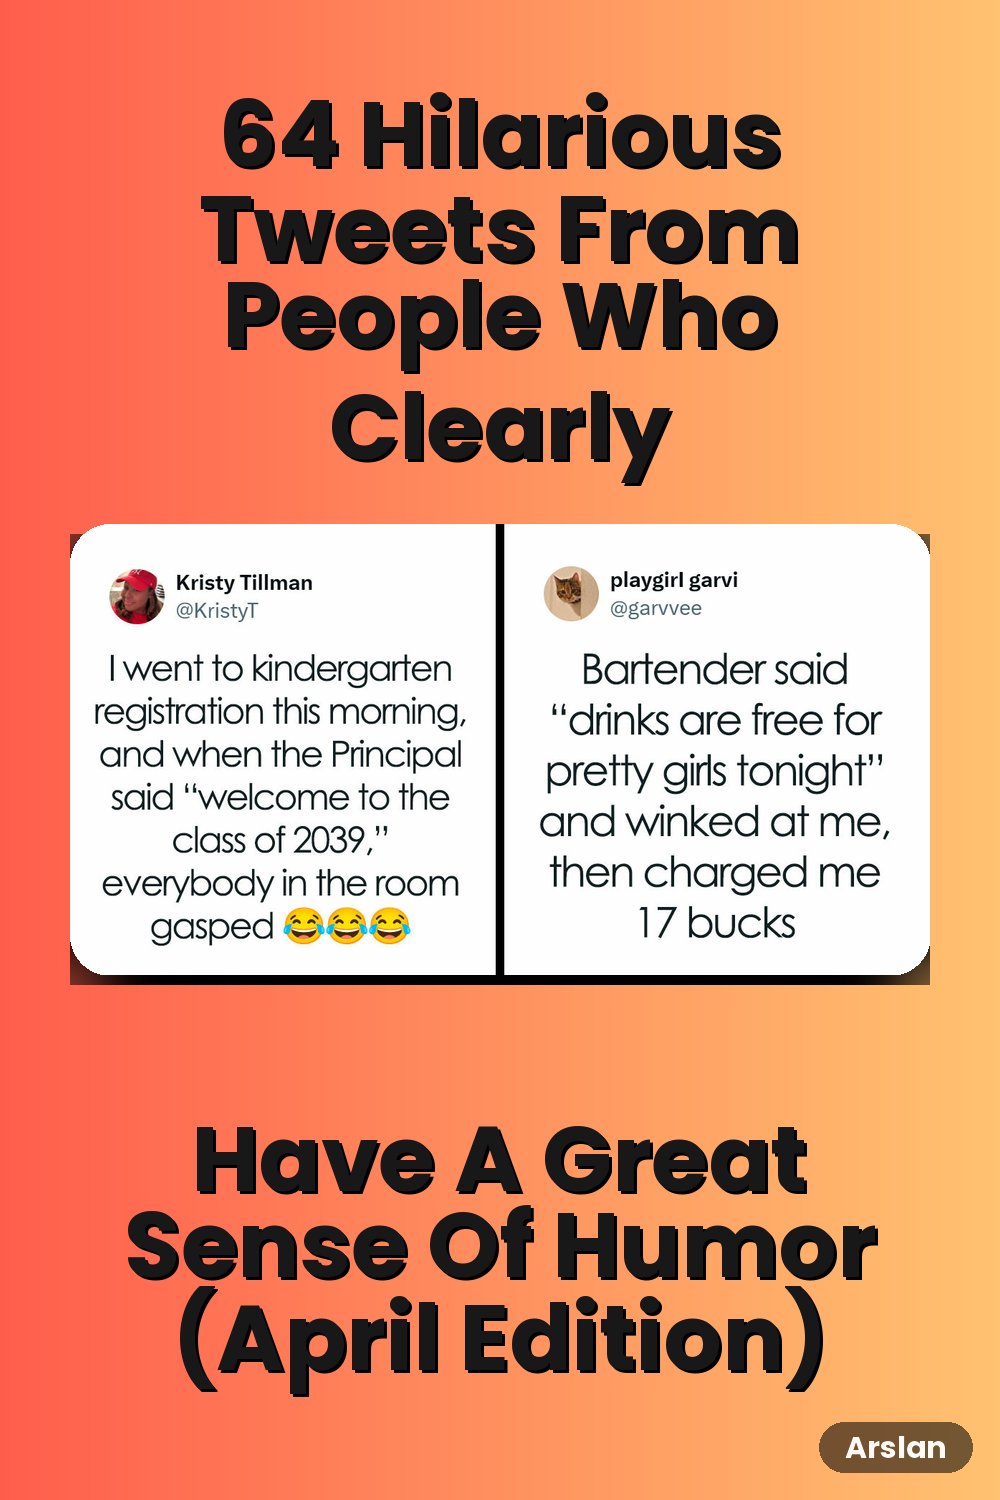 64 Hilarious
Tweets From
People Who
Clearly
Kristy Tillman
@KristyT
I went to kindergarten
registration this morning,
and when the Principal
said “welcome to the
class of 2039,”
everybody in the room
gasped 😂😂😂
playgirl garvi
@garvvee
Bartender said
“drinks are free for
pretty girls tonight”
and winked at me,
then charged me
17 bucks
Have A Great
Sense Of Humor
(April Edition)
Arslan